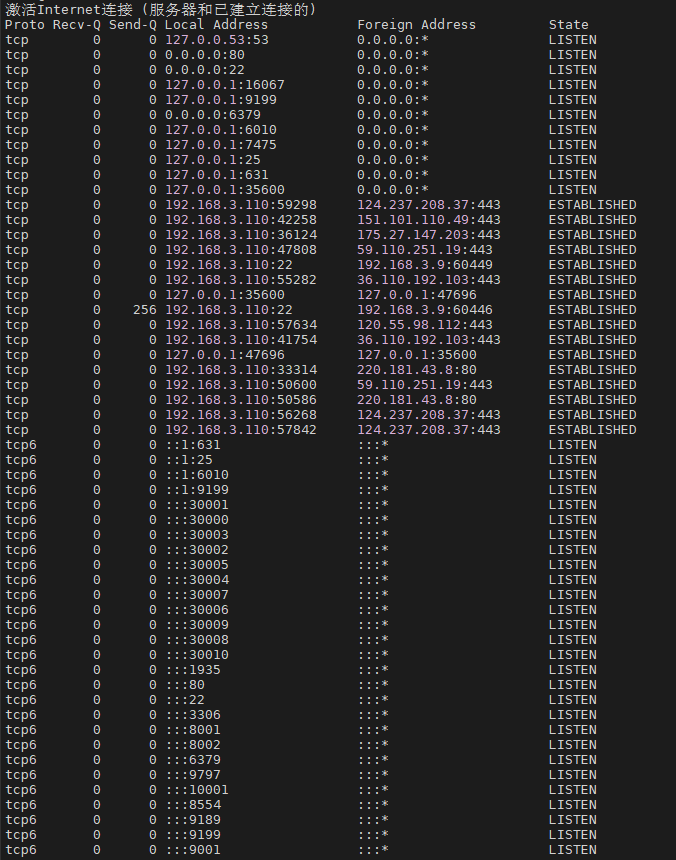 激活Internet连接 (服务器和已建立连接的)
Proto Recv-Q Send-Q Local Address           Foreign Address         State
tcp        0      0 127.0.0.53:53           0.0.0.0:*               LISTEN
tcp        0      0 0.0.0.0:80              0.0.0.0:*               LISTEN
tcp        0      0 0.0.0.0:22              0.0.0.0:*               LISTEN
tcp        0      0 127.0.0.1:16067         0.0.0.0:*               LISTEN
tcp        0      0 127.0.0.1:9199          0.0.0.0:*               LISTEN
tcp        0      0 0.0.0.0:6379            0.0.0.0:*               LISTEN
tcp        0      0 127.0.0.1:6010          0.0.0.0:*               LISTEN
tcp        0      0 127.0.0.1:7475          0.0.0.0:*               LISTEN
tcp        0      0 127.0.0.1:25            0.0.0.0:*               LISTEN
tcp        0      0 127.0.0.1:631           0.0.0.0:*               LISTEN
tcp        0      0 127.0.0.1:35600         0.0.0.0:*               LISTEN
tcp        0      0 192.168.3.110:59298     124.237.208.37:443      ESTABLISHED
tcp        0      0 192.168.3.110:42258     151.101.110.49:443      ESTABLISHED
tcp        0      0 192.168.3.110:36124     175.27.147.203:443      ESTABLISHED
tcp        0      0 192.168.3.110:47808     59.110.251.19:443       ESTABLISHED
tcp        0      0 192.168.3.110:22        192.168.3.9:60449       ESTABLISHED
tcp        0      0 192.168.3.110:55282     36.110.192.103:443      ESTABLISHED
tcp        0      0 127.0.0.1:35600         127.0.0.1:47696         ESTABLISHED
tcp        0    256 192.168.3.110:22        192.168.3.9:60446       ESTABLISHED
tcp        0      0 192.168.3.110:57634     120.55.98.112:443       ESTABLISHED
tcp        0      0 192.168.3.110:41754     36.110.192.103:443      ESTABLISHED
tcp        0      0 127.0.0.1:47696         127.0.0.1:35600         ESTABLISHED
tcp        0      0 192.168.3.110:33314     220.181.43.8:80         ESTABLISHED
tcp        0      0 192.168.3.110:50600     59.110.251.19:443       ESTABLISHED
tcp        0      0 192.168.3.110:50586     220.181.43.8:80         ESTABLISHED
tcp        0      0 192.168.3.110:56268     124.237.208.37:443      ESTABLISHED
tcp        0      0 192.168.3.110:57842     124.237.208.37:443      ESTABLISHED
tcp6       0      0 ::1:631                 :::*                    LISTEN
tcp6       0      0 ::1:25                  :::*                    LISTEN
tcp6       0      0 ::1:6010                :::*                    LISTEN
tcp6       0      0 ::1:9199                :::*                    LISTEN
tcp6       0      0 :::30001                :::*                    LISTEN
tcp6       0      0 :::30000                :::*                    LISTEN
tcp6       0      0 :::30003                :::*                    LISTEN
tcp6       0      0 :::30002                :::*                    LISTEN
tcp6       0      0 :::30005                :::*                    LISTEN
tcp6       0      0 :::30004                :::*                    LISTEN
tcp6       0      0 :::30007                :::*                    LISTEN
tcp6       0      0 :::30006                :::*                    LISTEN
tcp6       0      0 :::30009                :::*                    LISTEN
tcp6       0      0 :::30008                :::*                    LISTEN
tcp6       0      0 :::30010                :::*                    LISTEN
tcp6       0      0 :::1935                 :::*                    LISTEN
tcp6       0      0 :::80                   :::*                    LISTEN
tcp6       0      0 :::22                   :::*                    LISTEN
tcp6       0      0 :::3306                 :::*                    LISTEN
tcp6       0      0 :::8001                 :::*                    LISTEN
tcp6       0      0 :::8002                 :::*                    LISTEN
tcp6       0      0 :::6379                 :::*                    LISTEN
tcp6       0      0 :::9797                 :::*                    LISTEN
tcp6       0      0 :::10001                :::*                    LISTEN
tcp6       0      0 :::8554                 :::*                    LISTEN
tcp6       0      0 :::9189                 :::*                    LISTEN
tcp6       0      0 :::9199                 :::*                    LISTEN
tcp6       0      0 :::9001                 :::*                    LISTEN